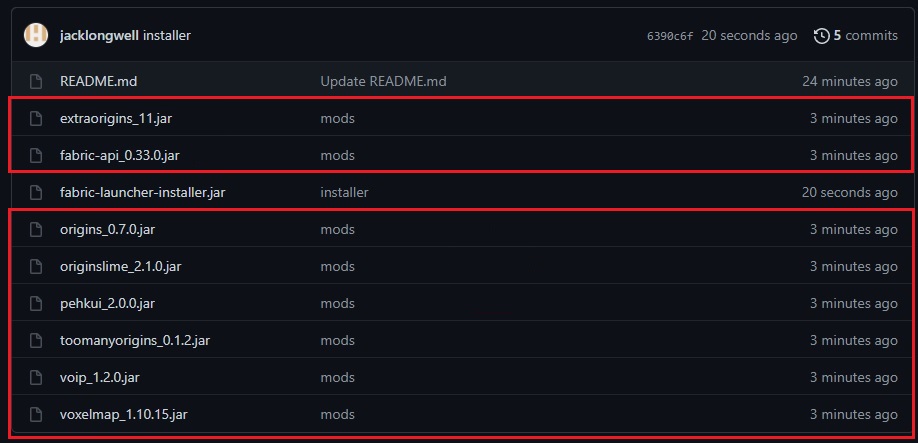 jacklongwell installer 6390c6f 20 seconds ago 5 commits
README.md Update README.md 24 minutes ago
extraorigins_11.jar mods 3 minutes ago
fabric-api_0.33.0.jar mods 3 minutes ago
fabric-launcher-installer.jar installer 20 seconds ago
origins_0.7.0.jar mods 3 minutes ago
originslime_2.1.0.jar mods 3 minutes ago
pehkui_2.0.0.jar mods 3 minutes ago
toomanyorigins_0.1.2.jar mods 3 minutes ago
voip_1.2.0.jar mods 3 minutes ago
voxelmap_1.10.15.jar mods 3 minutes ago